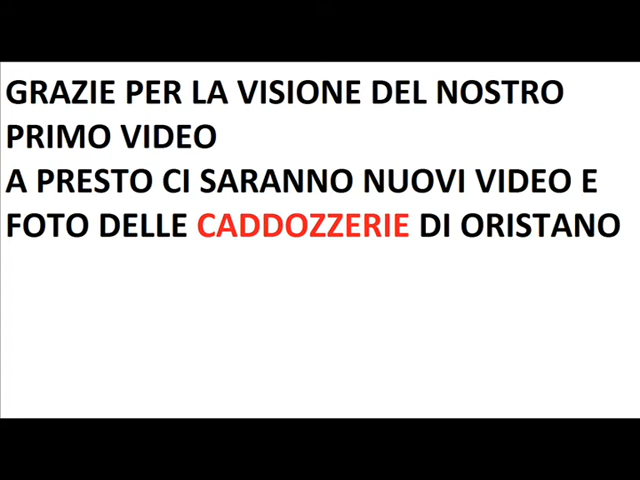 GRAZIE PER LA VISIONE DEL NOSTRO
PRIMO VIDEO
A PRESTO CI SARANNO NUOVI VIDEO E
FOTO DELLE CADDOZZERIE DI ORISTANO